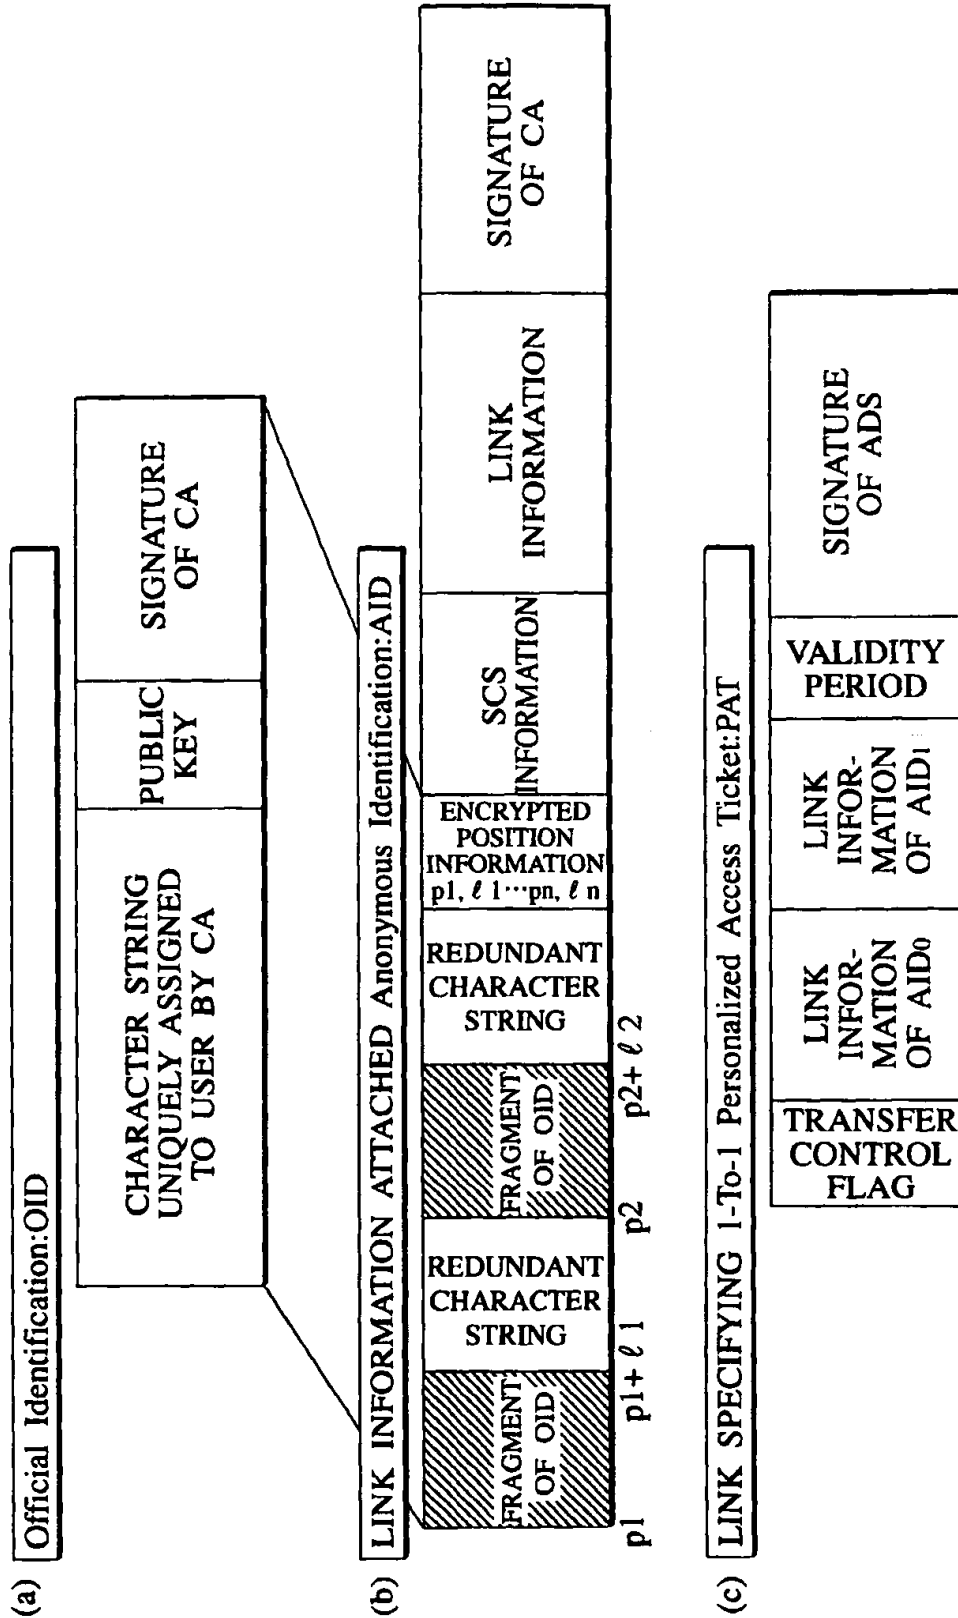 (a)
Official Identification:OID
CHARACTER STRING
UNIQUELY ASSIGNED
TO USER BY CA
PUBLIC
KEY
SIGNATURE
OF CA
(b)
LINK INFORMATION ATTACHED Anonymous Identification:AID
FRAGMENT
OF OID
REDUNDANT
CHARACTER
STRING
FRAGMENT
OF OID
REDUNDANT
CHARACTER
STRING
ENCRYPTED
POSITION
INFORMATION
p1, ℓ 1⋯pn, ℓ n
SCS
INFORMATION
LINK
INFORMATION
SIGNATURE
OF CA
p1
p1+ ℓ 1
p2
p2+ ℓ 2
(c)
LINK SPECIFYING 1-To-1 Personalized Access Ticket:PAT
TRANSFER
CONTROL
FLAG
LINK
INFOR-
MATION
OF AID0
LINK
INFOR-
MATION
OF AID1
VALIDITY
PERIOD
SIGNATURE
OF ADS